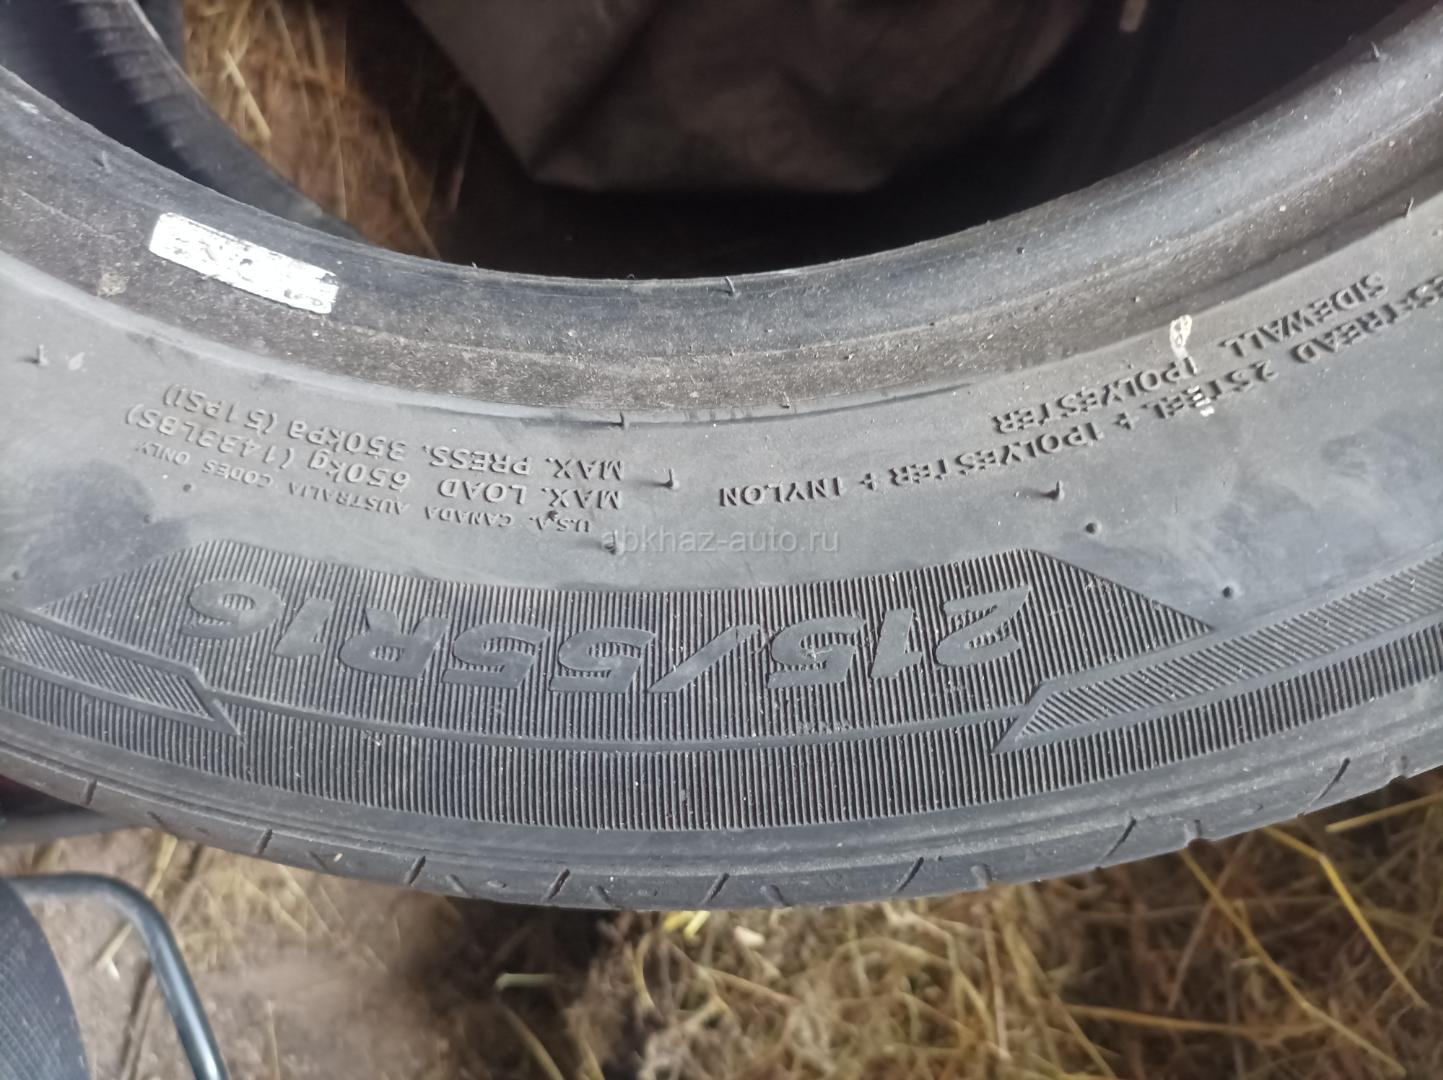 215/55R16
U.S.A. CANADA AUSTRALIA CODES ONLY
MAX. LOAD 650kg (1433LBS)
MAX. PRESS. 350kPa (51PSI)
TREAD 2STEEL + 1POLYESTER + 1NYLON
SIDEWALL 1POLYESTER
abkhaz-auto.ru